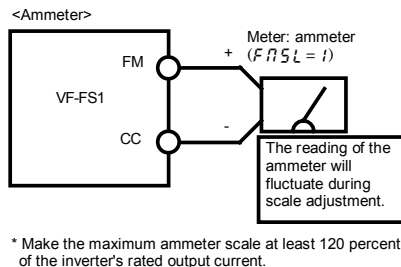 <Ammeter>
Meter: ammeter
(FMSL=1)
FM
+
VF-FS1
CC
-
The reading of the
ammeter will
fluctuate during
scale adjustment.
* Make the maximum ammeter scale at least 120 percent
of the inverter's rated output current.